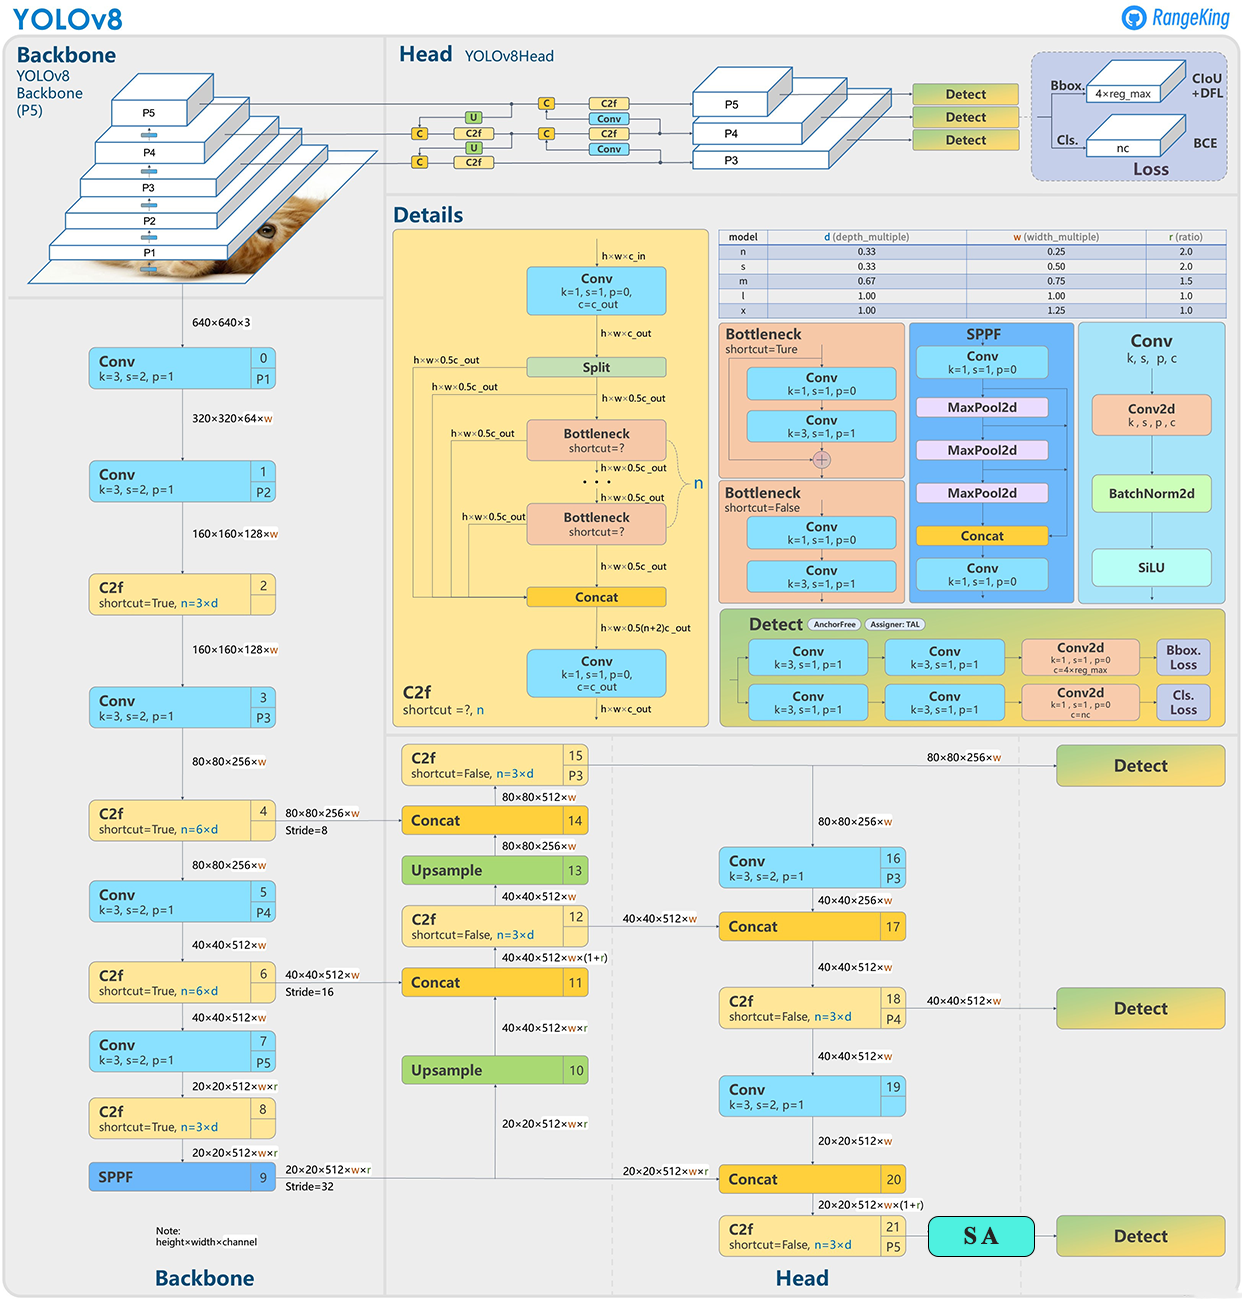 YOLOv8
RangeKing
Backbone
YOLOv8
Backbone
(P5)
P5
P4
P3
P2
P1
Head YOLOv8Head
C
C2f
U
Conv
C
C2f
C
C2f
U
Conv
C
C2f
P5
P4
P3
Detect
Detect
Detect
Bbox.
4×reg_max
CIoU
+DFL
Cls.
nc
BCE
Loss
Details
h×w×c_in
Conv
k=1, s=1, p=0,
c=c_out
h×w×c_out
h×w×0.5c_out
Split
h×w×0.5c_out
h×w×0.5c_out
h×w×0.5c_out
Bottleneck
shortcut=?
h×w×0.5c_out
. . .
n
h×w×0.5c_out
h×w×0.5c_out
Bottleneck
shortcut=?
h×w×0.5c_out
Concat
h×w×0.5(n+2)c_out
Conv
k=1, s=1, p=0,
c=c_out
h×w×c_out
C2f
shortcut =?, n
model d (depth_multiple) w (width_multiple) r (ratio)
n 0.33 0.25 2.0
s 0.33 0.50 2.0
m 0.67 0.75 1.5
l 1.00 1.00 1.0
x 1.00 1.25 1.0
Bottleneck
shortcut=Ture
Conv
k=1, s=1, p=0
Conv
k=3, s=1, p=1
+
Bottleneck
shortcut=False
Conv
k=1, s=1, p=0
Conv
k=3, s=1, p=1
SPPF
Conv
k=1, s=1, p=0
MaxPool2d
MaxPool2d
MaxPool2d
Concat
Conv
k=1, s=1, p=0
Conv
k, s, p, c
Conv2d
k, s, p, c
BatchNorm2d
SiLU
Detect AnchorFree Assigner: TAL
Conv
k=3, s=1, p=1
Conv
k=3, s=1, p=1
Conv2d
k=1, s=1, p=0
c=4×reg_max
Bbox.
Loss
Conv
k=3, s=1, p=1
Conv
k=3, s=1, p=1
Conv2d
k=1, s=1, p=0
c=nc
Cls.
Loss
640×640×3
Conv
k=3, s=2, p=1
0
P1
320×320×64×w
Conv
k=3, s=2, p=1
1
P2
160×160×128×w
C2f
shortcut=True, n=3×d
2
160×160×128×w
Conv
k=3, s=2, p=1
3
P3
80×80×256×w
C2f
shortcut=True, n=6×d
4
80×80×256×w
Stride=8
80×80×256×w
Conv
k=3, s=2, p=1
5
P4
40×40×512×w
C2f
shortcut=True, n=6×d
6
40×40×512×w
Stride=16
40×40×512×w
Conv
k=3, s=2, p=1
7
P5
20×20×512×w×r
C2f
shortcut=True, n=3×d
8
20×20×512×w×r
SPPF 9
20×20×512×w×r
Stride=32
Note:
height×width×channel
Backbone
C2f
shortcut=False, n=3×d
15
P3
80×80×512×w
Concat 14
80×80×256×w
Upsample 13
40×40×512×w
C2f
shortcut=False, n=3×d
12
40×40×512×w×(1+r)
Concat 11
40×40×512×w×r
Upsample 10
20×20×512×w×r
80×80×256×w
Detect
80×80×256×w
Conv
k=3, s=2, p=1
16
P3
40×40×256×w
40×40×512×w
Concat 17
40×40×512×w
C2f
shortcut=False, n=3×d
18
P4
40×40×512×w
Detect
40×40×512×w
Conv
k=3, s=2, p=1
19
20×20×512×w
20×20×512×w×r
Concat 20
20×20×512×w×(1+r)
C2f
shortcut=False, n=3×d
21
P5
SA
Detect
Head